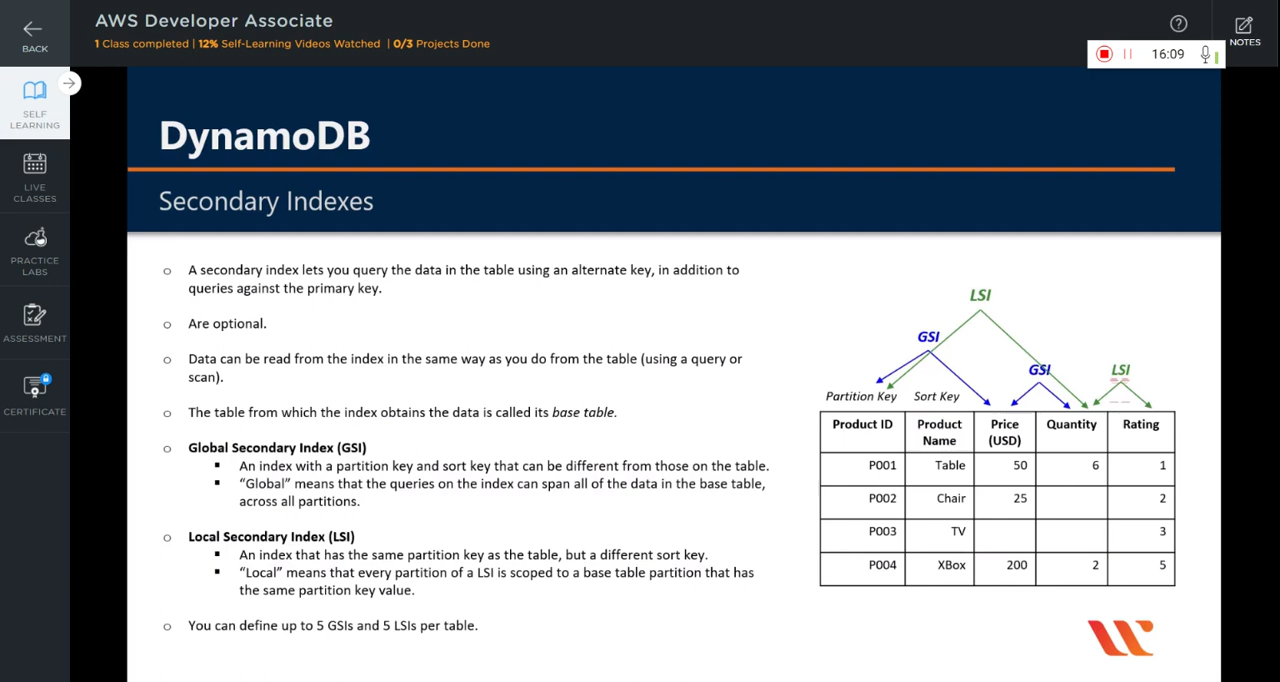 BACK
AWS Developer Associate
1 Class completed | 12% Self-Learning Videos Watched | 0/3 Projects Done
NOTES
16:09
SELF
LEARNING
LIVE
CLASSES
PRACTICE
LABS
ASSESSMENT
CERTIFICATE
DynamoDB
Secondary Indexes
o A secondary index lets you query the data in the table using an alternate key, in addition to
queries against the primary key.
o Are optional.
o Data can be read from the index in the same way as you do from the table (using a query or
scan).
o The table from which the index obtains the data is called its base table.
o Global Secondary Index (GSI)
▪ An index with a partition key and sort key that can be different from those on the table.
▪ “Global” means that the queries on the index can span all of the data in the base table,
across all partitions.
o Local Secondary Index (LSI)
▪ An index that has the same partition key as the table, but a different sort key.
▪ “Local” means that every partition of a LSI is scoped to a base table partition that has
the same partition key value.
o You can define up to 5 GSIs and 5 LSIs per table.
LSI
GSI
GSI
LSI
Partition Key Sort Key
Product ID Product Name Price (USD) Quantity Rating
P001 Table 50 6 1
P002 Chair 25 2
P003 TV 3
P004 XBox 200 2 5